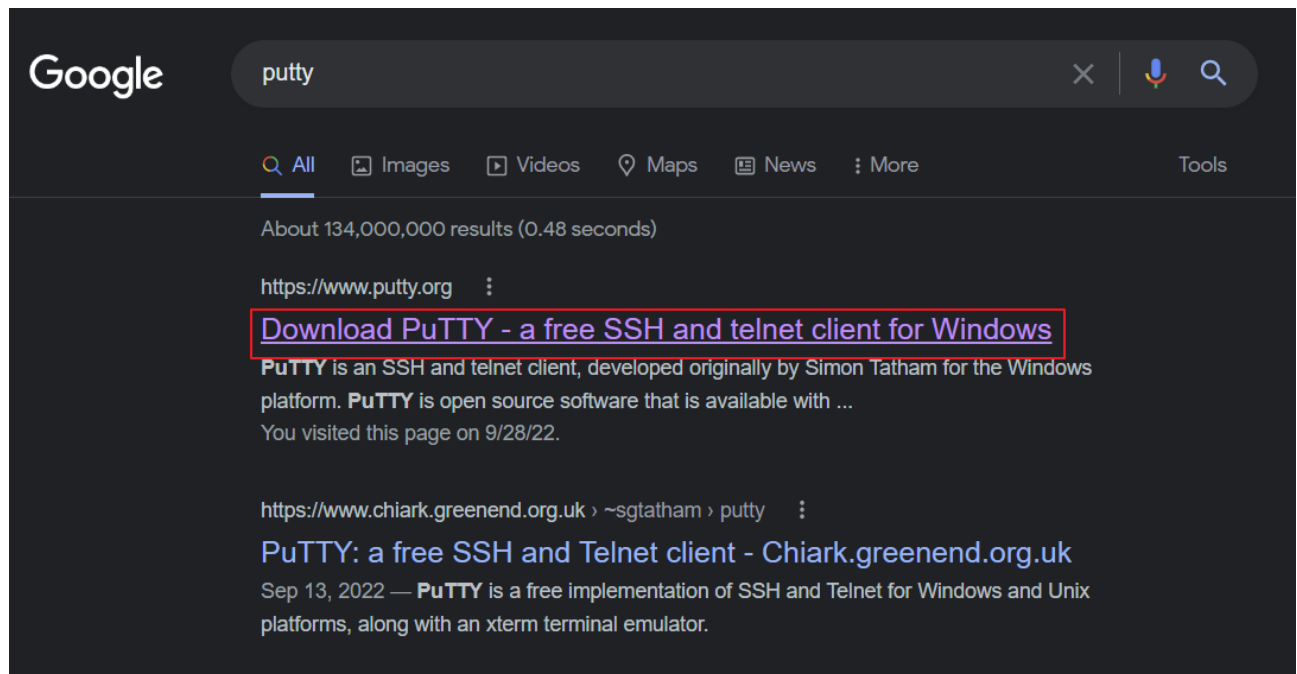 Google
putty
All Images Videos Maps News More Tools
About 134,000,000 results (0.48 seconds)
https://www.putty.org
Download PuTTY - a free SSH and telnet client for Windows
PuTTY is an SSH and telnet client, developed originally by Simon Tatham for the Windows
platform. PuTTY is open source software that is available with ...
You visited this page on 9/28/22.
https://www.chiark.greenend.org.uk › ~sgtatham › putty
PuTTY: a free SSH and Telnet client - Chiark.greenend.org.uk
Sep 13, 2022 — PuTTY is a free implementation of SSH and Telnet for Windows and Unix
platforms, along with an xterm terminal emulator.